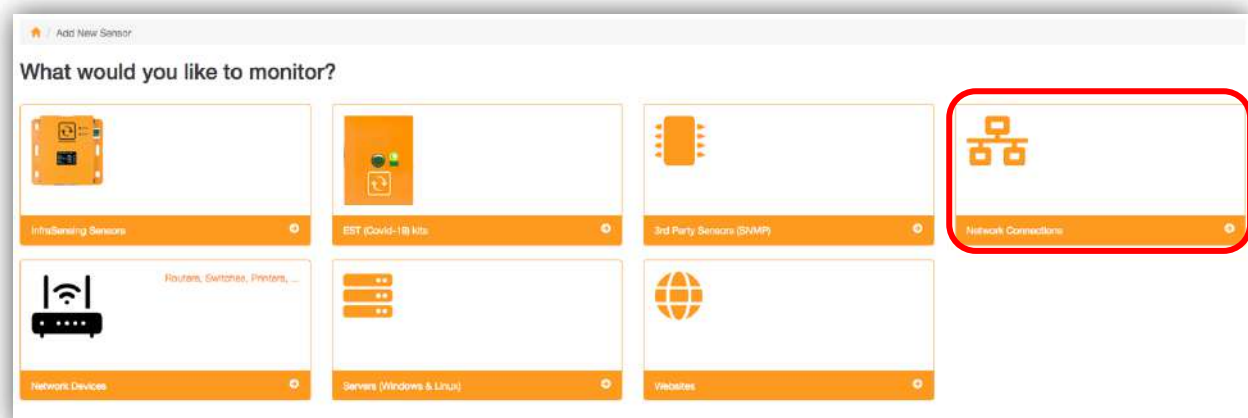 / Add New Sensor
What would you like to monitor?
InfraSensing Sensors
EST (Covid-19) kits
3rd Party Sensors (SNMP)
Network Connections
Routers, Switches, Printers, ...
Network Devices
Servers (Windows & Linux)
Websites